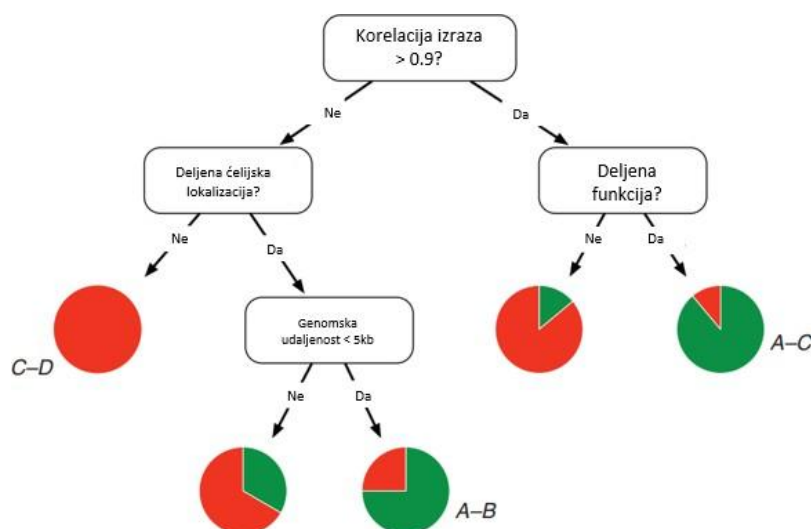 Korelacija izraza
> 0.9?
Ne
Da
Deljena ćelijska
lokalizacija?
Deljena
funkcija?
Ne
Da
Ne
Da
Genomska
udaljenost < 5kb
C–D
A–C
Ne
Da
A–B